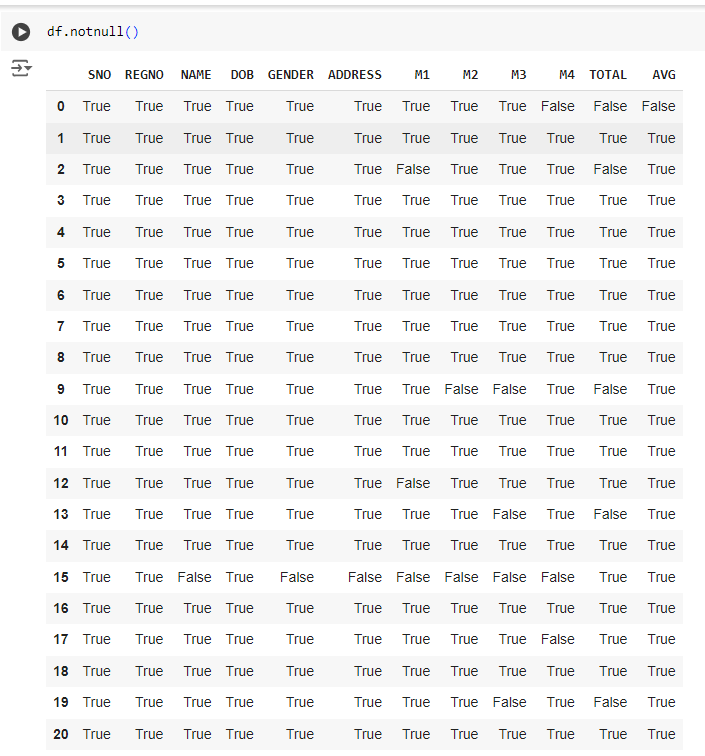 df.notnull()
SNO REGNO NAME DOB GENDER ADDRESS M1 M2 M3 M4 TOTAL AVG
0 True True True True True True True True True False False False
1 True True True True True True True True True True True True
2 True True True True True True False True True True False True
3 True True True True True True True True True True True True
4 True True True True True True True True True True True True
5 True True True True True True True True True True True True
6 True True True True True True True True True True True True
7 True True True True True True True True True True True True
8 True True True True True True True True True True True True
9 True True True True True True True False False True False True
10 True True True True True True True True True True True True
11 True True True True True True True True True True True True
12 True True True True True True False True True True True True
13 True True True True True True True True False True False True
14 True True True True True True True True True True True True
15 True True False True False False False False False False True True
16 True True True True True True True True True True True True
17 True True True True True True True True True False True True
18 True True True True True True True True True True True True
19 True True True True True True True True False True False True
20 True True True True True True True True True True True True